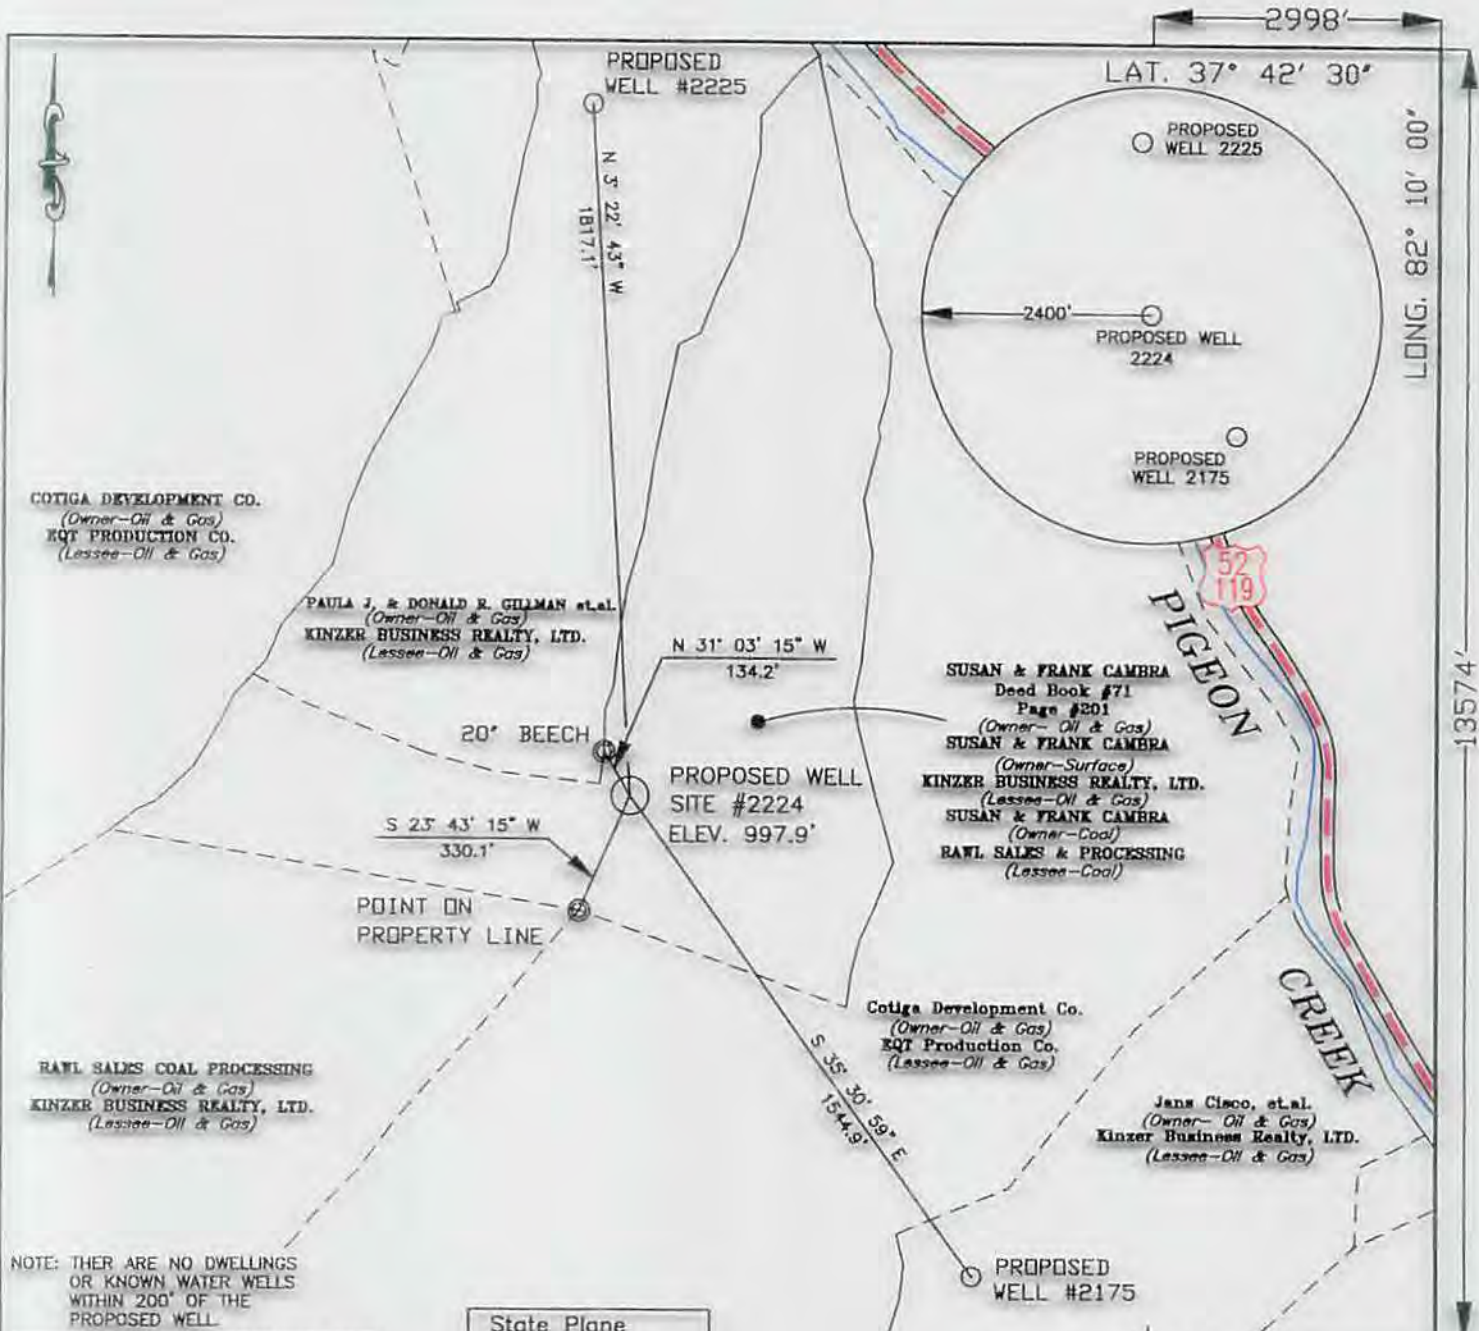 2998'
PROPOSED
WELL #2225
LAT. 37° 42' 30"
PROPOSED
WELL 2225
LONG. 82° 10' 00"
N 3° 22' 43" W
1817.1'
2400'
PROPOSED WELL
2224
PROPOSED
WELL 2175
COTIGA DEVELOPMENT CO.
(Owner-Oil & Gas)
EQT PRODUCTION CO.
(Lessee-Oil & Gas)
52
119
PIGEON
PAULA J. & DONALD R. GILLMAN et.al.
(Owner-Oil & Gas)
KINZER BUSINESS REALTY, LTD.
(Lessee-Oil & Gas)
N 31° 03' 15" W
134.2'
SUSAN & FRANK CAMBRA
Deed Book #71
Page #201
(Owner- Oil & Gas)
SUSAN & FRANK CAMBRA
(Owner-Surface)
KINZER BUSINESS REALTY, LTD.
(Lessee-Oil & Gas)
SUSAN & FRANK CAMBRA
(Owner-Coal)
RAWL SALES & PROCESSING
(Lessee-Coal)
13574'
20" BEECH
PROPOSED WELL
SITE #2224
ELEV. 997.9'
S 23° 43' 15" W
330.1'
POINT ON
PROPERTY LINE
CREEK
Cotiga Development Co.
(Owner-Oil & Gas)
EQT Production Co.
(Lessee-Oil & Gas)
S 35° 30' 59" E
1544.9'
RAWL SALES COAL PROCESSING
(Owner-Oil & Gas)
KINZER BUSINESS REALTY, LTD.
(Lessee-Oil & Gas)
Jans Cisco, et.al.
(Owner- Oil & Gas)
Kinzer Business Realty, LTD.
(Lessee-Oil & Gas)
NOTE: THER ARE NO DWELLINGS
OR KNOWN WATER WELLS
WITHIN 200' OF THE
PROPOSED WELL
PROPOSED
WELL #2175
State Plane